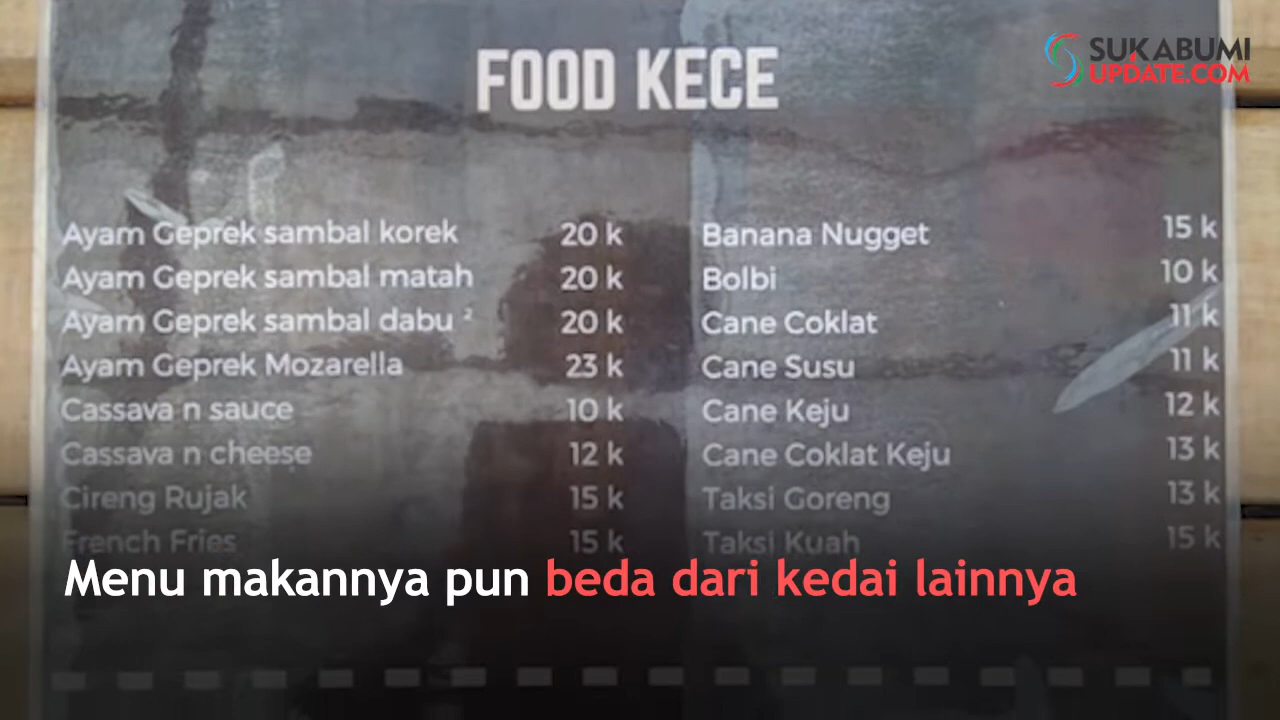 SUKABUMI
UPDATE.COM
FOOD KECE
Ayam Geprek sambal korek 20 k
Ayam Geprek sambal matah 20 k
Ayam Geprek sambal dabu ² 20 k
Ayam Geprek Mozarella 23 k
Cassava n sauce 10 k
Cassava n cheese 12 k
Cireng Rujak 15 k
French Fries 15 k
Banana Nugget 15 k
Bolbi 10 k
Cane Coklat 11 k
Cane Susu 11 k
Cane Keju 12 k
Cane Coklat Keju 13 k
Taksi Goreng 13 k
Taksi Kuah 15 k
Menu makannya pun beda dari kedai lainnya